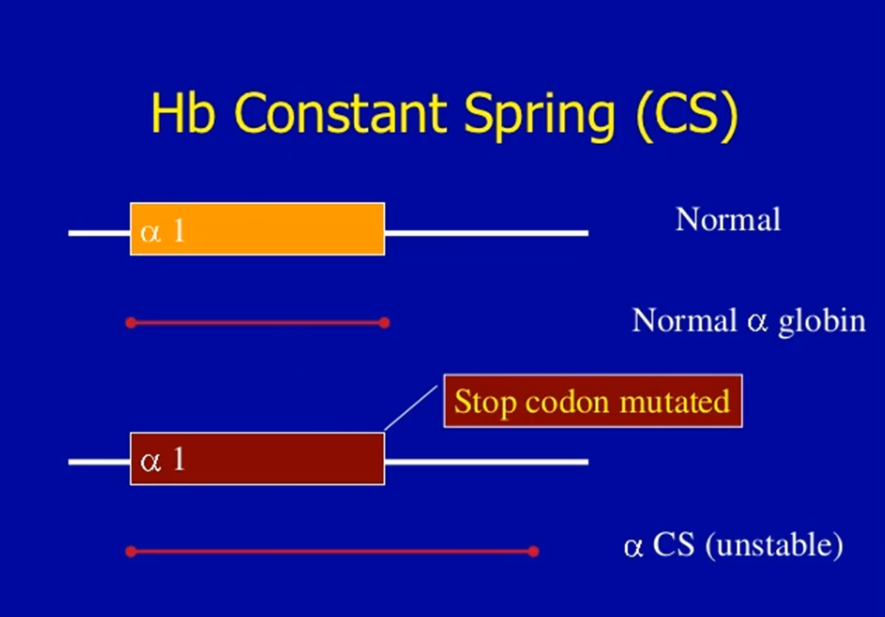 Hb Constant Spring (CS)
α 1
Normal
Normal α globin
Stop codon mutated
α 1
α CS (unstable)